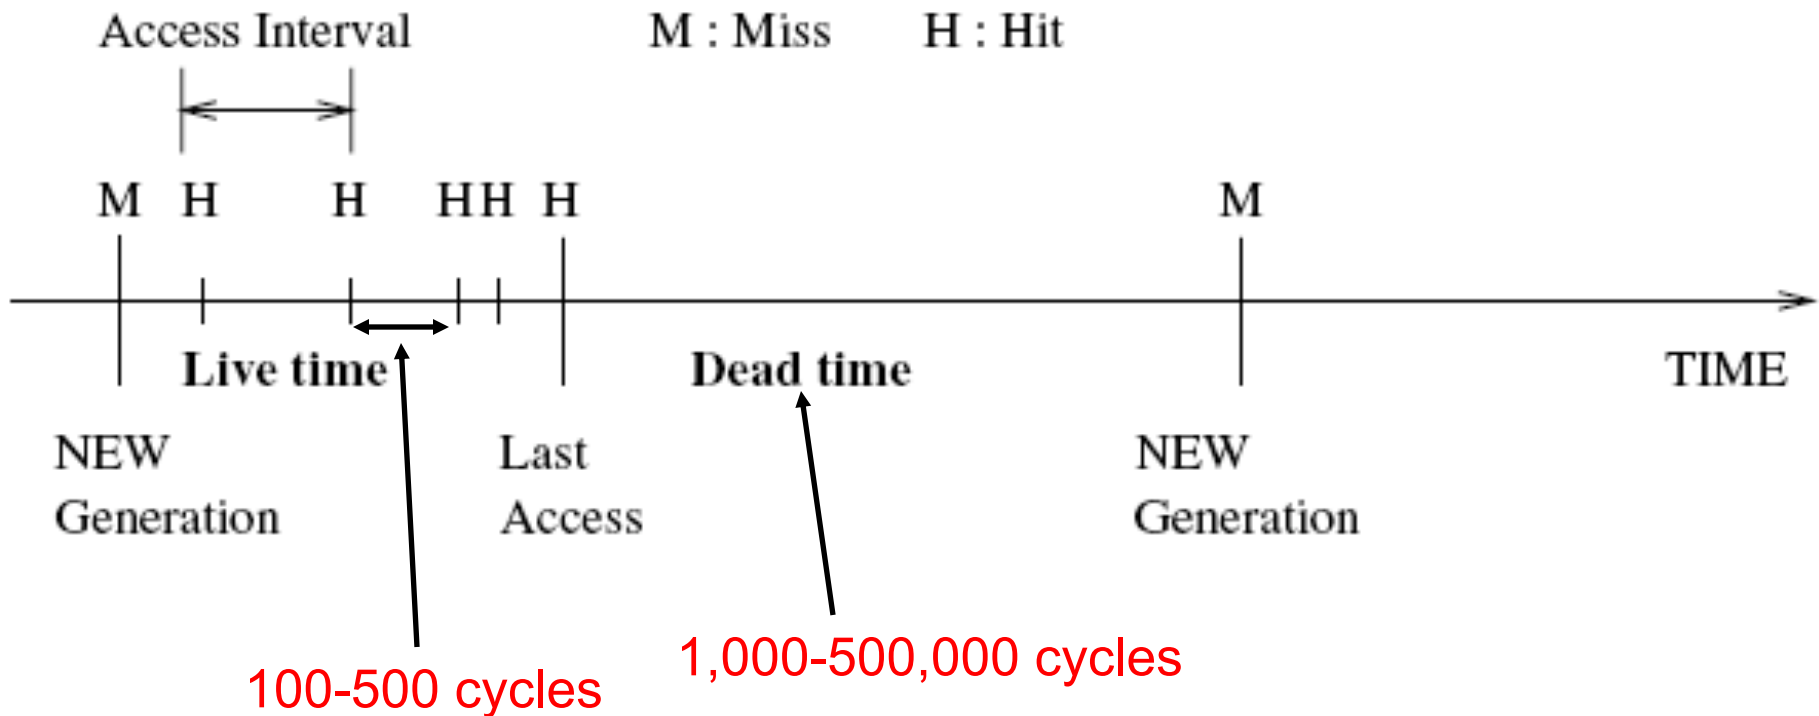 Access Interval M : Miss H : Hit
M H H H H H M
Live time Dead time TIME
NEW Last NEW
Generation Access Generation
100-500 cycles 1,000-500,000 cycles